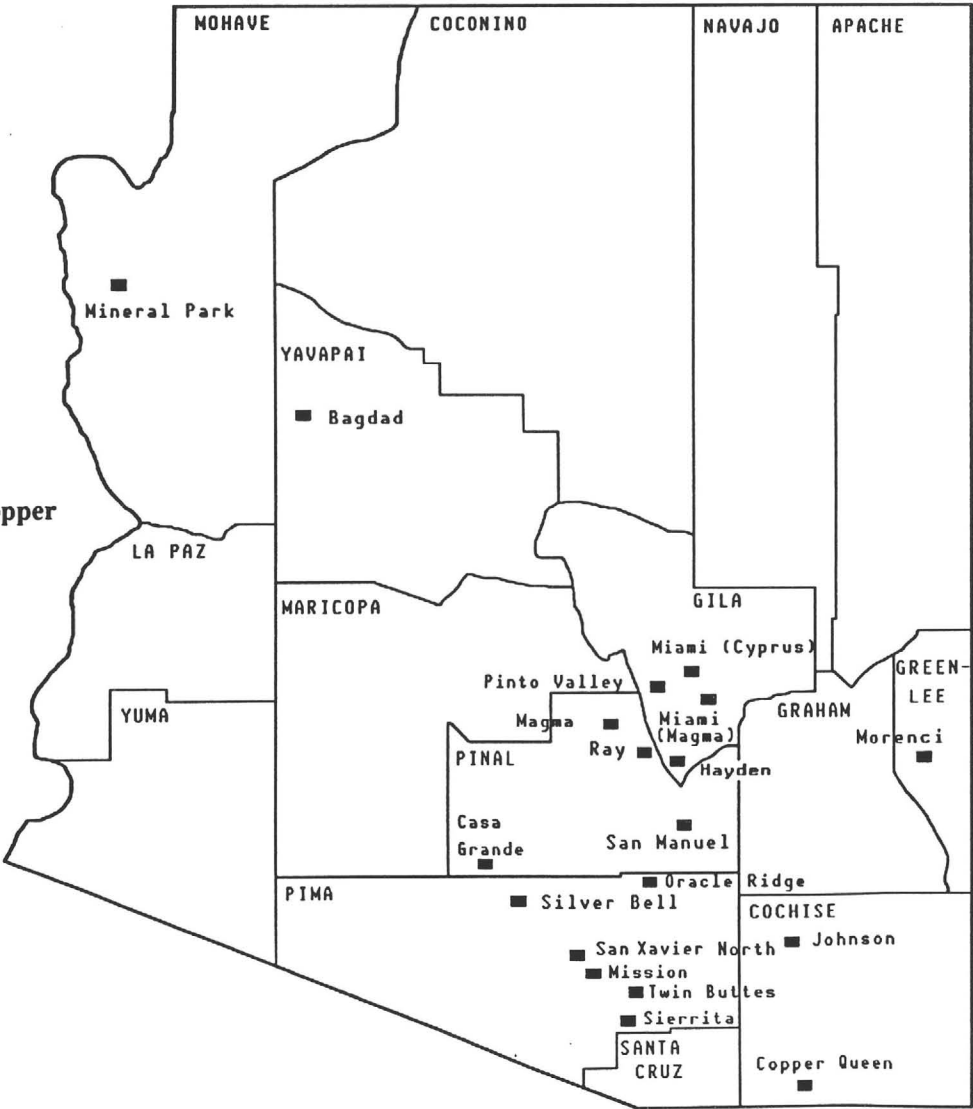 MOHAVE
COCONINO
NAVAJO
APACHE
Mineral Park
YAVAPAI
Bagdad
pper
LA PAZ
MARICOPA
GILA
Miami (Cyprus)
GREEN-
LEE
Pinto Valley
YUMA
Magma
Miami
(Magma)
GRAHAM
Morenci
PINAL
Ray
Hayden
Casa
Grande
San Manuel
PIMA
Oracle Ridge
Silver Bell
COCHISE
San Xavier North
Johnson
Mission
Twin Buttes
Sierrita
SANTA
CRUZ
Copper Queen